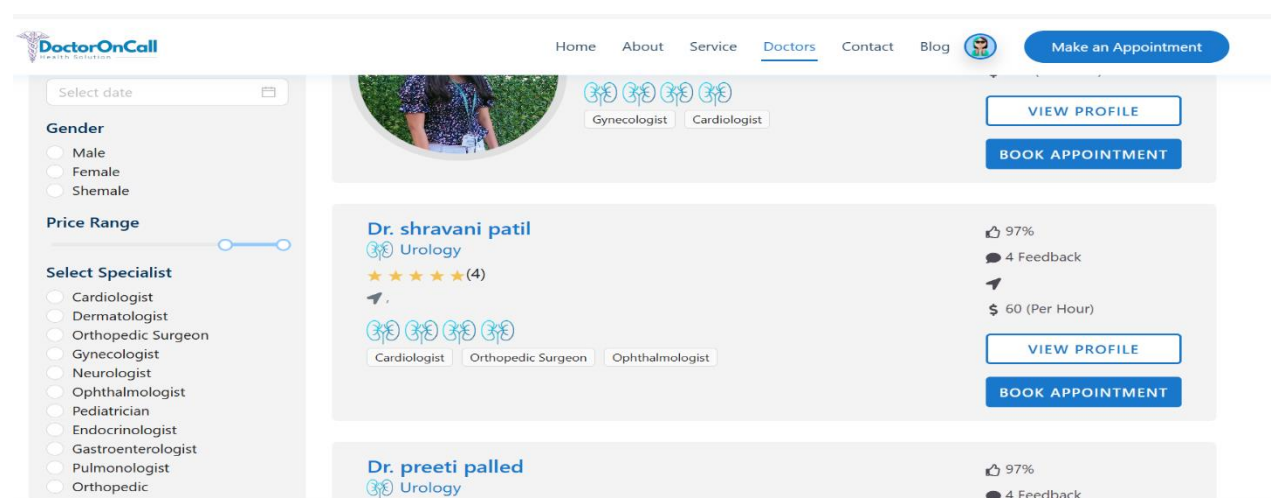 DoctorOnCall
Health Solution
Home About Service Doctors Contact Blog Make an Appointment
Select date
Gender
Male
Female
Shemale
Price Range
Select Specialist
Cardiologist
Dermatologist
Orthopedic Surgeon
Gynecologist
Neurologist
Ophthalmologist
Pediatrician
Endocrinologist
Gastroenterologist
Pulmonologist
Orthopedic
Gynecologist Cardiologist
VIEW PROFILE
BOOK APPOINTMENT
Dr. shravani patil
Urology
(4)
,
Cardiologist Orthopedic Surgeon Ophthalmologist
97%
4 Feedback
$ 60 (Per Hour)
VIEW PROFILE
BOOK APPOINTMENT
Dr. preeti palled
Urology
97%
4 Feedback